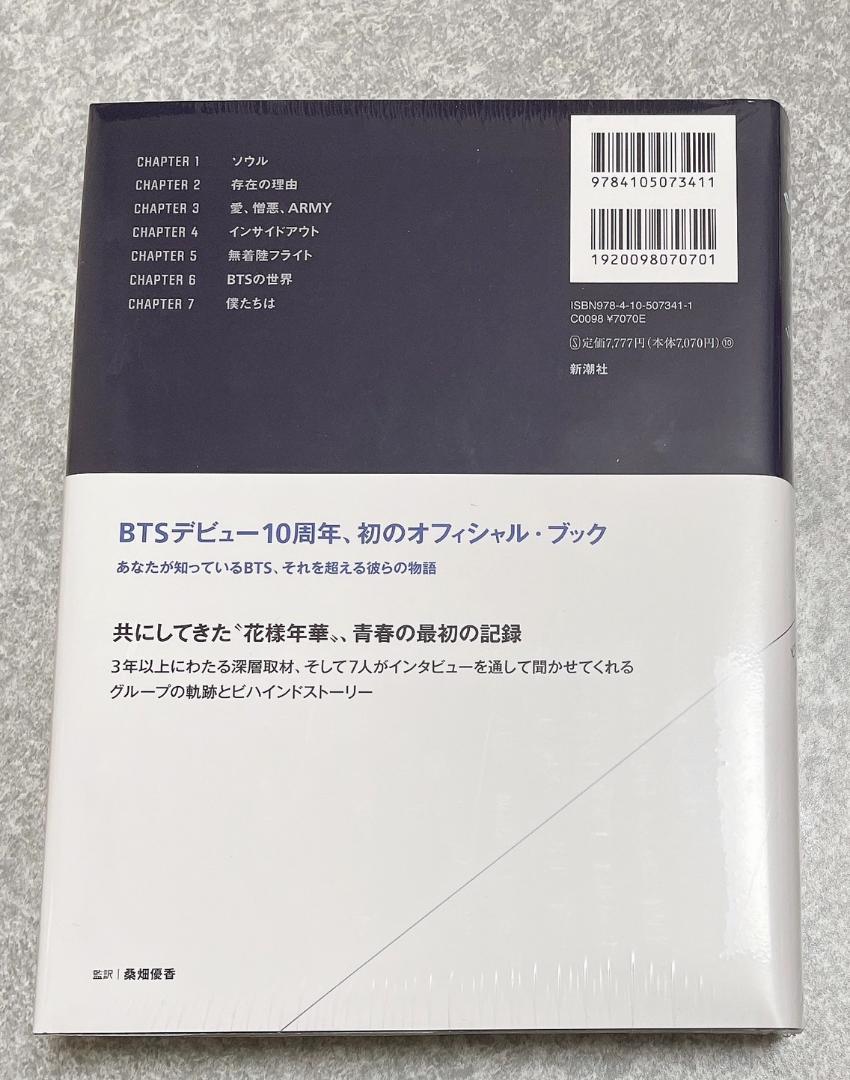 CHAPTER 1 ソウル
CHAPTER 2 存在の理由
CHAPTER 3 愛、憎悪、ARMY
CHAPTER 4 インサイドアウト
CHAPTER 5 無着陸フライト
CHAPTER 6 BTSの世界
CHAPTER 7 僕たちは
9784105073411
1920098070701
ISBN978-4-10-507341-1
C0098 ¥7070E
Ⓢ定価7,777円(本体7,070円)⑩
新潮社
BTSデビュー10周年、初のオフィシャル・ブック
あなたが知っているBTS、それを超える彼らの物語
共にしてきた〝花様年華〟、青春の最初の記録
3年以上にわたる深層取材、そして7人がインタビューを通して聞かせてくれる
グループの軌跡とビハインドストーリー
監訳|桑畑優香